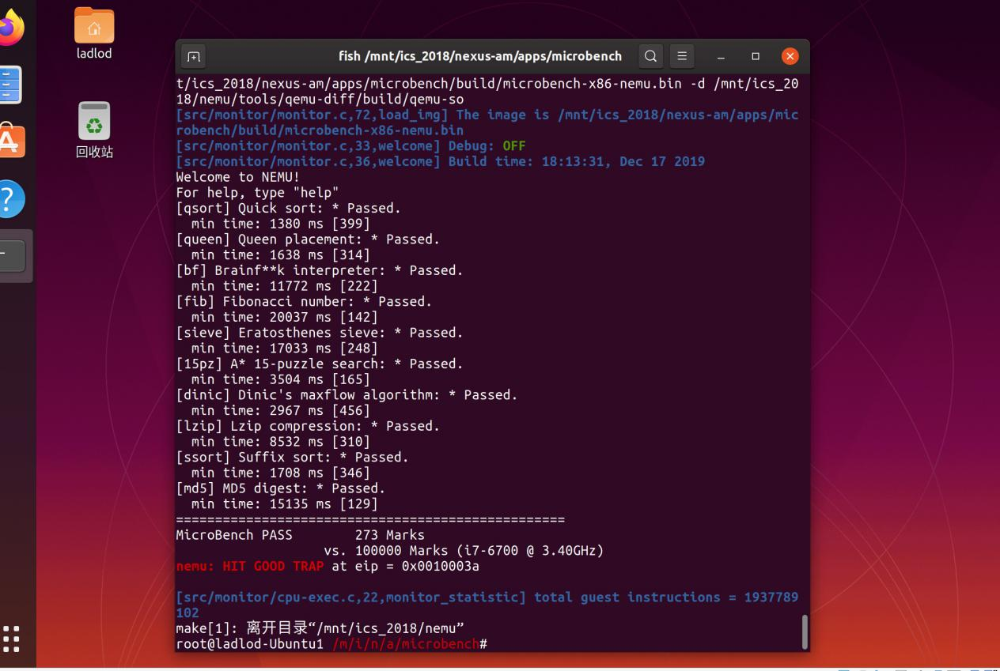 ladlod
回收站
fish /mnt/ics_2018/nexus-am/apps/microbench
t/ics_2018/nexus-am/apps/microbench/build/microbench-x86-nemu.bin -d /mnt/ics_20
18/nemu/tools/qemu-diff/build/qemu-so
[src/monitor/monitor.c,72,load_img] The image is /mnt/ics_2018/nexus-am/apps/mic
robench/build/microbench-x86-nemu.bin
[src/monitor/monitor.c,33,welcome] Debug: OFF
[src/monitor/monitor.c,36,welcome] Build time: 18:13:31, Dec 17 2019
Welcome to NEMU!
For help, type "help"
[qsort] Quick sort: * Passed.
  min time: 1380 ms [399]
[queen] Queen placement: * Passed.
  min time: 1638 ms [314]
[bf] Brainf**k interpreter: * Passed.
  min time: 11772 ms [222]
[fib] Fibonacci number: * Passed.
  min time: 20037 ms [142]
[sieve] Eratosthenes sieve: * Passed.
  min time: 17033 ms [248]
[15pz] A* 15-puzzle search: * Passed.
  min time: 3504 ms [165]
[dinic] Dinic's maxflow algorithm: * Passed.
  min time: 2967 ms [456]
[lzip] Lzip compression: * Passed.
  min time: 8532 ms [310]
[ssort] Suffix sort: * Passed.
  min time: 1708 ms [346]
[md5] MD5 digest: * Passed.
  min time: 15135 ms [129]
==================================================
MicroBench PASS        273 Marks
                   vs. 100000 Marks (i7-6700 @ 3.40GHz)
nemu: HIT GOOD TRAP at eip = 0x0010003a
[src/monitor/cpu-exec.c,22,monitor_statistic] total guest instructions = 1937789
102
make[1]: 离开目录“/mnt/ics_2018/nemu”
root@ladlod-Ubuntu1 /m/i/n/a/microbench#